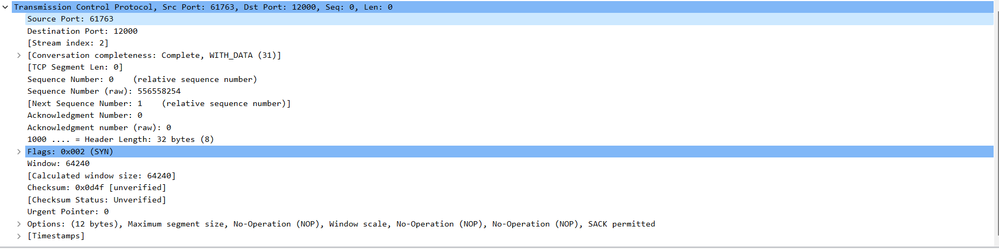 Transmission Control Protocol, Src Port: 61763, Dst Port: 12000, Seq: 0, Len: 0
Source Port: 61763
Destination Port: 12000
[Stream index: 2]
[Conversation completeness: Complete, WITH_DATA (31)]
[TCP Segment Len: 0]
Sequence Number: 0    (relative sequence number)
Sequence Number (raw): 556558254
[Next Sequence Number: 1    (relative sequence number)]
Acknowledgment Number: 0
Acknowledgment number (raw): 0
1000 .... = Header Length: 32 bytes (8)
Flags: 0x002 (SYN)
Window: 64240
[Calculated window size: 64240]
Checksum: 0x0d4f [unverified]
[Checksum Status: Unverified]
Urgent Pointer: 0
Options: (12 bytes), Maximum segment size, No-Operation (NOP), Window scale, No-Operation (NOP), No-Operation (NOP), SACK permitted
[Timestamps]